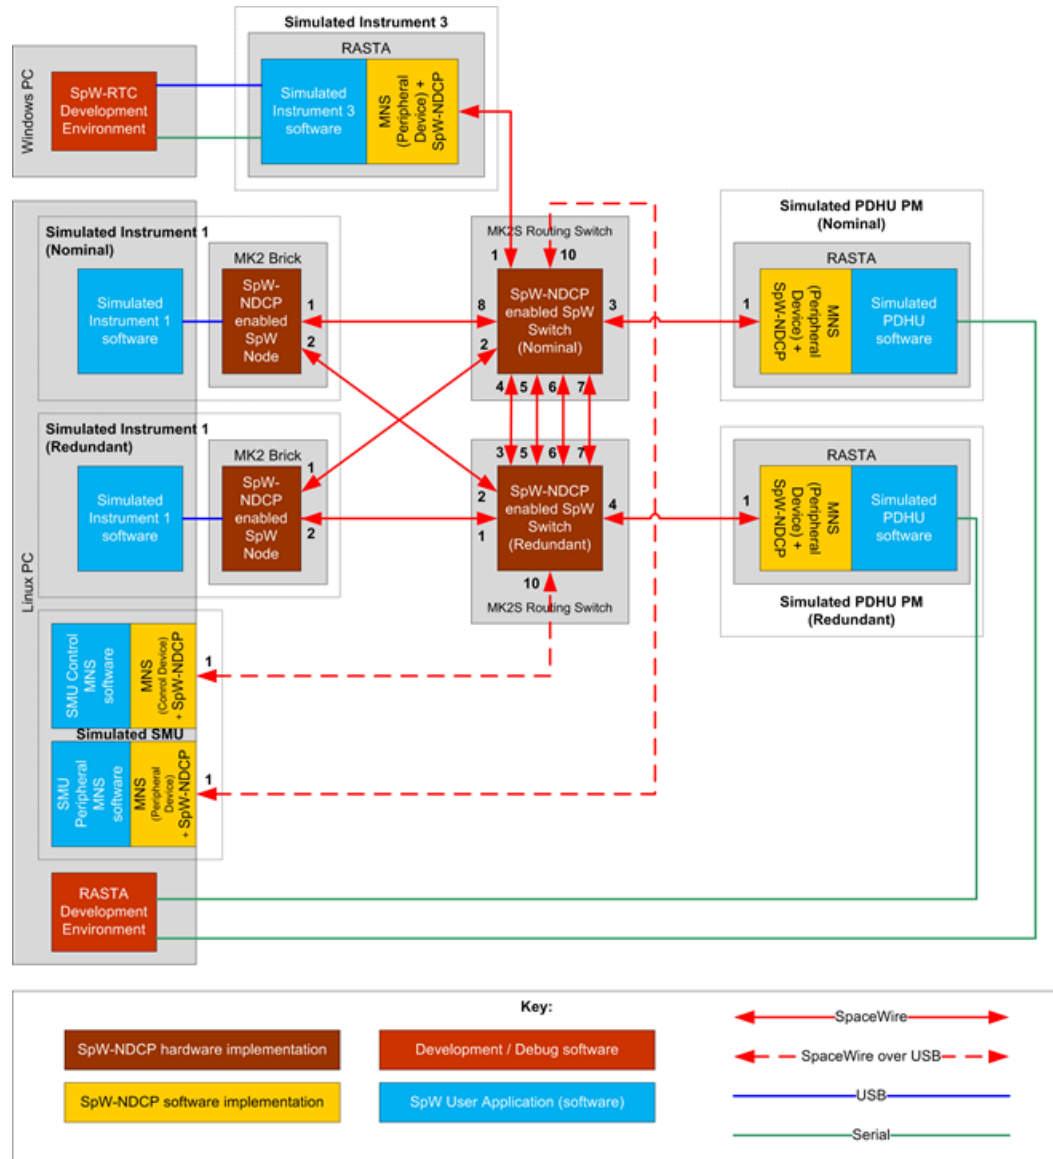 Simulated Instrument 3
RASTA
Windows PC
SpW-RTC
Development
Environment
Simulated
Instrument 3
software
MNS
(Peripheral
Device) +
SpW-NDCP
Linux PC
Simulated Instrument 1
(Nominal)
MK2 Brick
Simulated
Instrument 1
software
SpW-
NDCP
enabled
SpW
Node
1
2
MK2S Routing Switch
1
10
8
2
SpW-NDCP
enabled SpW
Switch
(Nominal)
3
4
5
6
7
Simulated PDHU PM
(Nominal)
RASTA
1
MNS
(Peripheral
Device) +
SpW-NDCP
Simulated
PDHU
software
Simulated Instrument 1
(Redundant)
MK2 Brick
Simulated
Instrument 1
software
SpW-
NDCP
enabled
SpW
Node
1
2
3
5
6
7
2
1
SpW-NDCP
enabled SpW
Switch
(Redundant)
4
10
MK2S Routing Switch
RASTA
1
MNS
(Peripheral
Device) +
SpW-NDCP
Simulated
PDHU
software
Simulated PDHU PM
(Redundant)
SMU Control
MNS
software
MNS
(Conrol Device)
+ SpW-NDCP
1
Simulated SMU
SMU
Peripheral
MNS
software
MNS
(Peripheral
Device)
+ SpW-NDCP
1
RASTA
Development
Environment
Key:
SpW-NDCP hardware implementation
Development / Debug software
SpW-NDCP software implementation
SpW User Application (software)
SpaceWire
SpaceWire over USB
USB
Serial